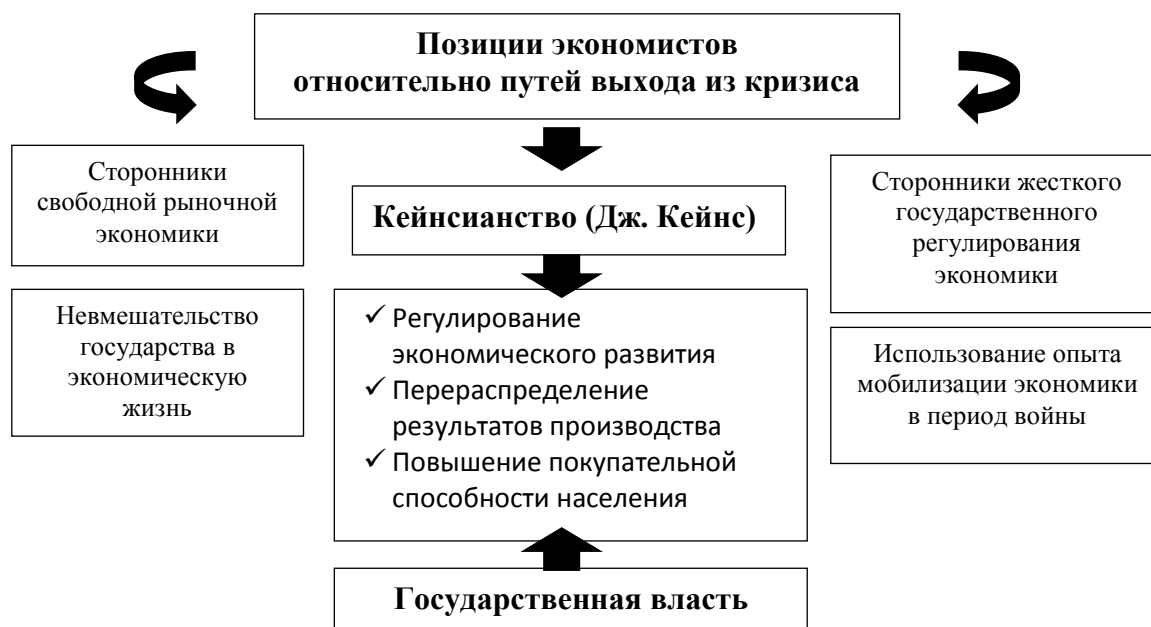 Позиции экономистов
относительно путей выхода из кризиса
Сторонники
свободной рыночной
экономики
Невмешательство
государства в
экономическую
жизнь
Кейнсианство (Дж. Кейнс)
✓ Регулирование
экономического развития
✓ Перераспределение
результатов производства
✓ Повышение покупательной
способности населения
Государственная власть
Сторонники жесткого
государственного
регулирования
экономики
Использование опыта
мобилизации экономики
в период войны